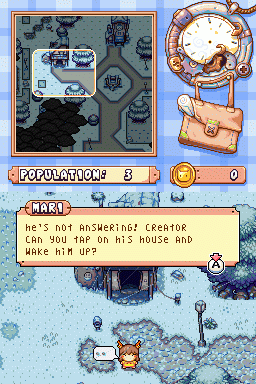 POPULATION: 3
0
MARI
HE'S NOT ANSWERING! CREATOR
CAN YOU TAP ON HIS HOUSE AND
WAKE HIM UP?
A
...